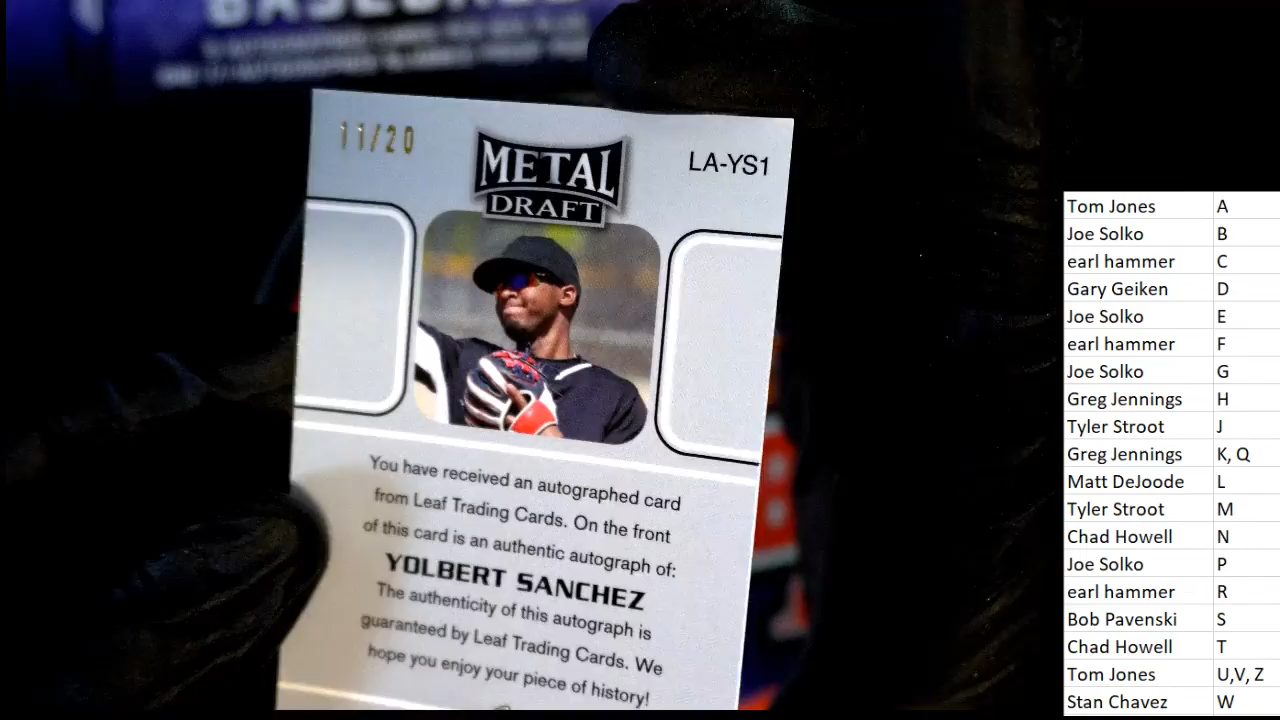 BASEBALL
11/20
METAL
DRAFT
LA-YS1
You have received an autographed card
from Leaf Trading Cards. On the front
of this card is an authentic autograph of:
YOLBERT SANCHEZ
The authenticity of this autograph is
guaranteed by Leaf Trading Cards. We
hope you enjoy your piece of history!
Tom Jones A
Joe Solko B
earl hammer C
Gary Geiken D
Joe Solko E
earl hammer F
Joe Solko G
Greg Jennings H
Tyler Stroot J
Greg Jennings K, Q
Matt DeJoode L
Tyler Stroot M
Chad Howell N
Joe Solko P
earl hammer R
Bob Pavenski S
Chad Howell T
Tom Jones U,V, Z
Stan Chavez W